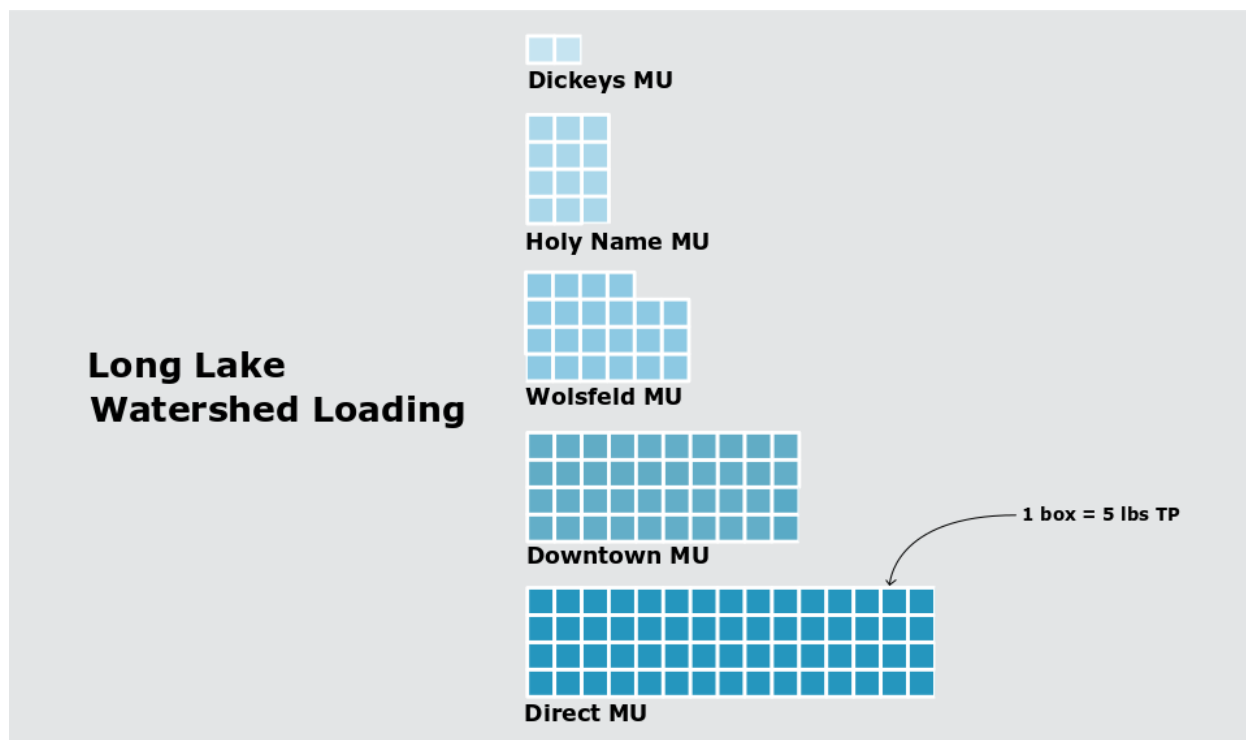 Dickeys MU
Holy Name MU
Long Lake
Watershed Loading
Wolsfeld MU
1 box = 5 lbs TP
Downtown MU
Direct MU